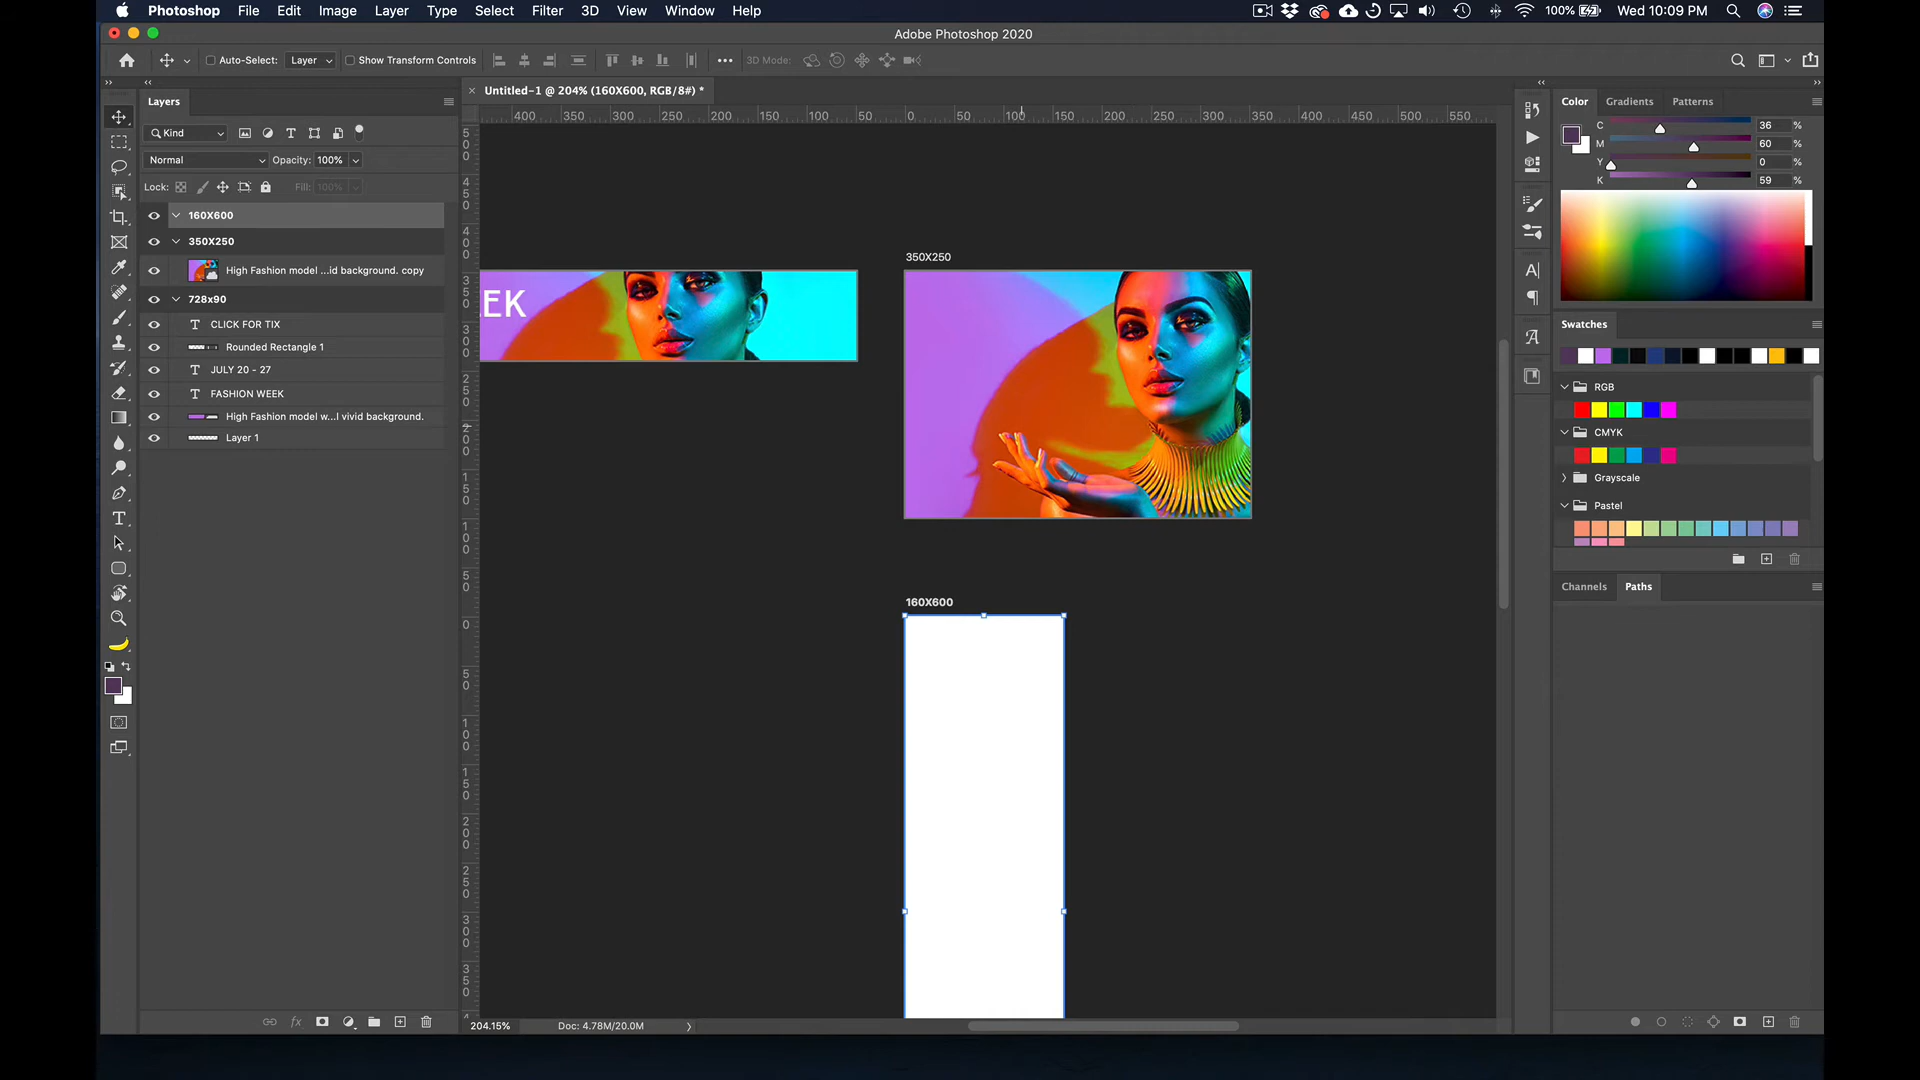 Photoshop File Edit Image Layer Type Select Filter 3D View Window Help
100% Wed 10:09 PM
Adobe Photoshop 2020
Auto-Select: Layer Show Transform Controls 3D Mode:
Layers
Untitled-1 @ 204% (160X600, RGB/8#) *
Color Gradients Patterns
400 350 300 250 200 150 100 50 0 50 100 150 200 250 300 350 400 450 500 550
Kind
Normal Opacity: 100%
Lock: Fill: 100%
C 36 %
M 60 %
Y 0 %
K 59 %
160X600
350X250
High Fashion model ...id background. copy
728x90
CLICK FOR TIX
Rounded Rectangle 1
JULY 20 - 27
FASHION WEEK
High Fashion model w...l vivid background.
Layer 1
350X250
EK
160X600
500
450
400
350
300
250
200
150
100
50
0
50
100
150
200
250
300
350
4
Swatches
RGB
CMYK
Grayscale
Pastel
Channels Paths
204.15% Doc: 4.78M/20.0M